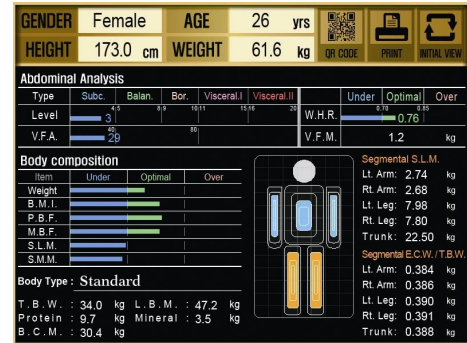 GENDER Female AGE 26 yrs
HEIGHT 173.0 cm WEIGHT 61.6 kg QR CODE PRINT INITIAL VIEW
Abdominal Analysis
Type Subc. Balan. Bor. Visceral.I Visceral.II Under Optimal Over
4.5 8.9 10.11 15.16 20 0.70 0.85
Level 3 W.H.R. 0.76
40 80
V.F.A. 29 V.F.M. 1.2 kg
Body composition
Item Under Optimal Over
Weight
B.M.I.
P.B.F.
M.B.F.
S.L.M.
S.M.M.
Body Type : Standard
T.B.W. : 34.0 kg L.B.M. : 47.2 kg
Protein : 9.7 kg Mineral : 3.5 kg
B.C.M. : 30.4 kg
Segmental S.L.M.
Lt. Arm: 2.74 kg
Rt. Arm: 2.68 kg
Lt. Leg: 7.98 kg
Rt. Leg: 7.80 kg
Trunk: 22.50 kg
Segmental E.C.W. / T.B.W.
Lt. Arm: 0.384 kg
Rt. Arm: 0.386 kg
Lt. Leg: 0.390 kg
Rt. Leg: 0.391 kg
Trunk: 0.388 kg